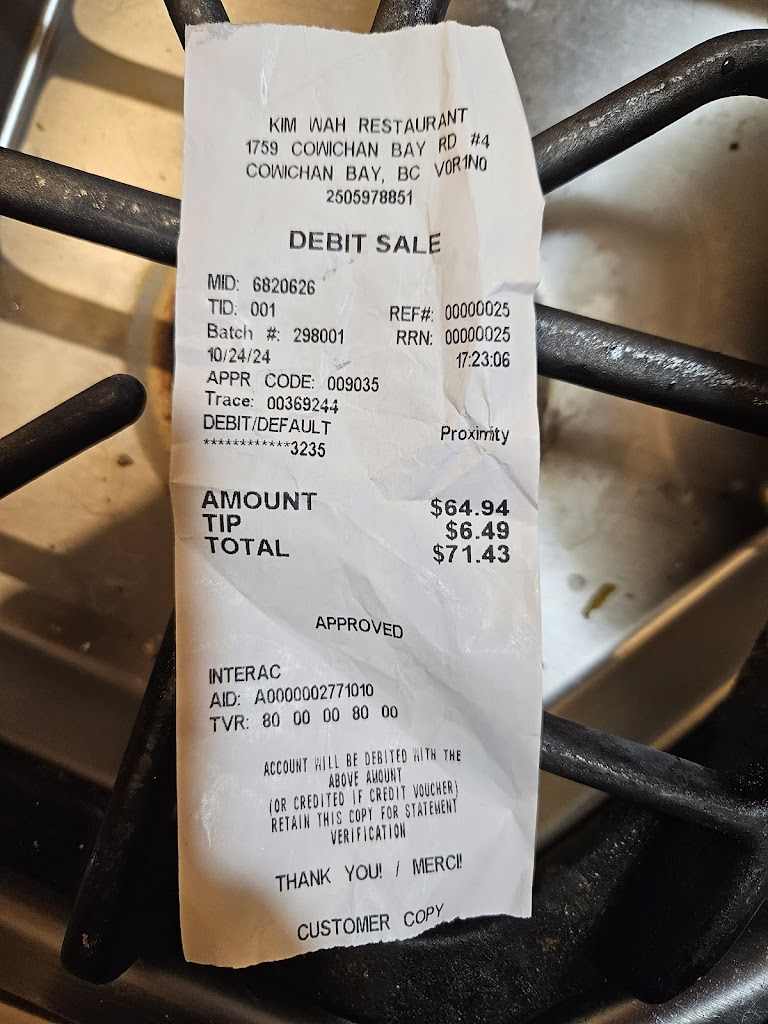 KIM WAH RESTAURANT
1759 COWICHAN BAY RD #4
COWICHAN BAY, BC V0R1N0
2505978851
DEBIT SALE
MID: 6820626
TID: 001 REF#: 00000025
Batch #: 298001 RRN: 00000025
10/24/24 17:23:06
APPR CODE: 009035
Trace: 00369244
DEBIT/DEFAULT Proximity
************3235
AMOUNT $64.94
TIP $6.49
TOTAL $71.43
APPROVED
INTERAC
AID: A0000002771010
TVR: 80 00 00 80 00
ACCOUNT WILL BE DEBITED WITH THE
ABOVE AMOUNT
(OR CREDITED IF CREDIT VOUCHER)
RETAIN THIS COPY FOR STATEMENT
VERIFICATION
THANK YOU! / MERCI!
CUSTOMER COPY